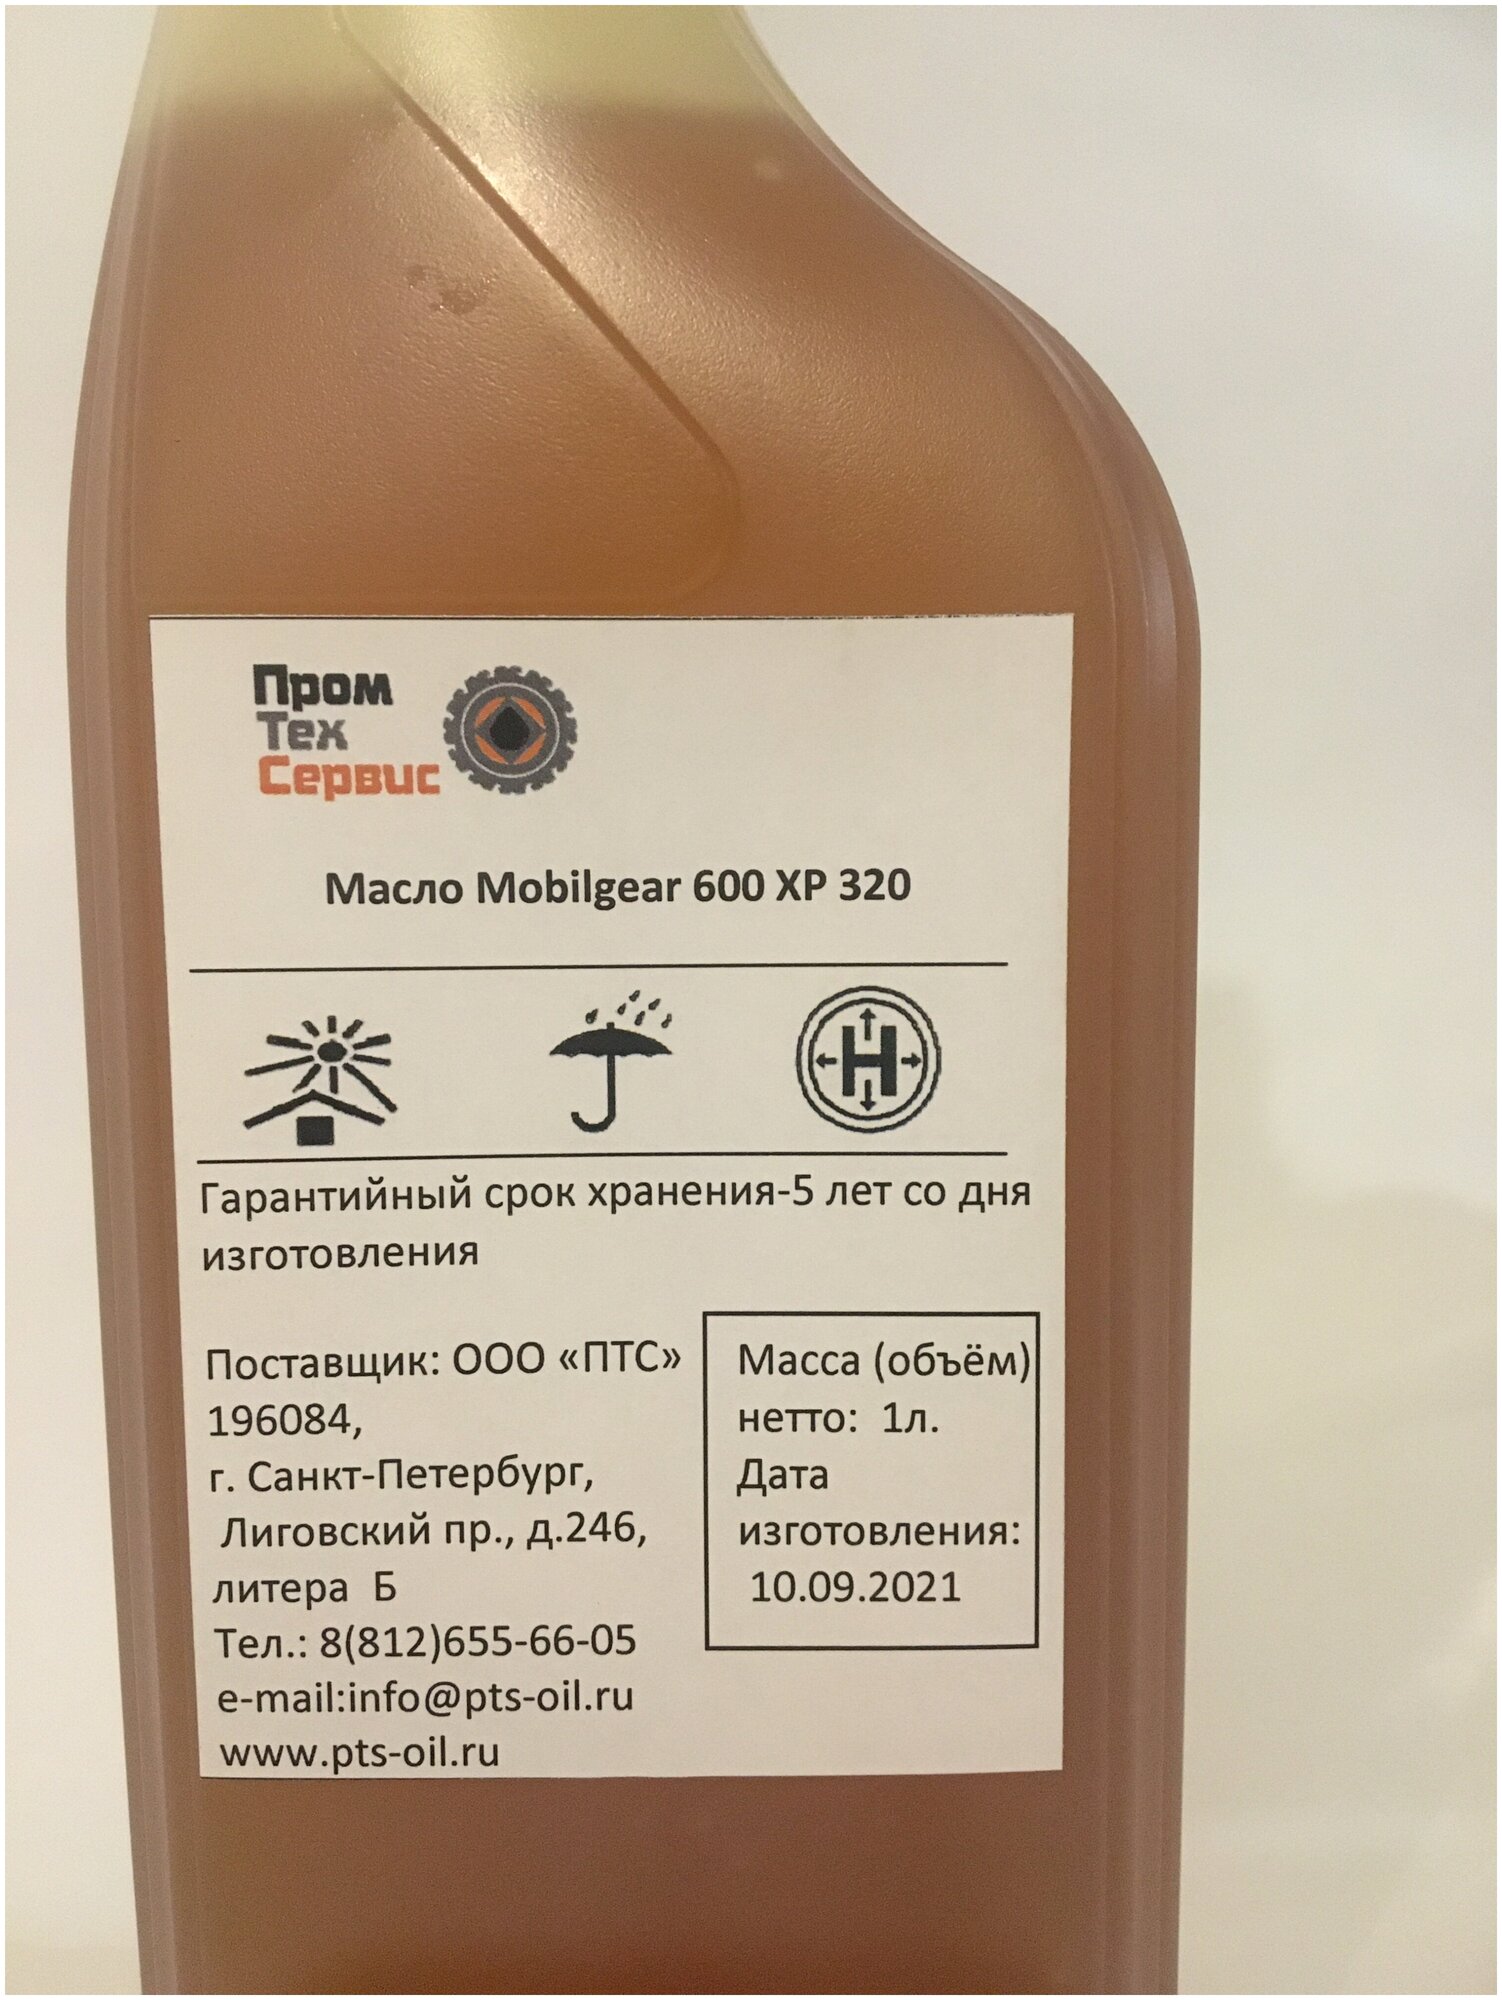 Пром
Тех
Сервис
Масло Mobilgear 600 XP 320
Н
Гарантийный срок хранения-5 лет со дня
изготовления
Поставщик: ООО «ПТС»
196084,
г. Санкт-Петербург,
Лиговский пр., д.246,
литера Б
Тел.: 8(812)655-66-05
e-mail:info@pts-oil.ru
www.pts-oil.ru
Масса (объём)
нетто: 1л.
Дата
изготовления:
10.09.2021